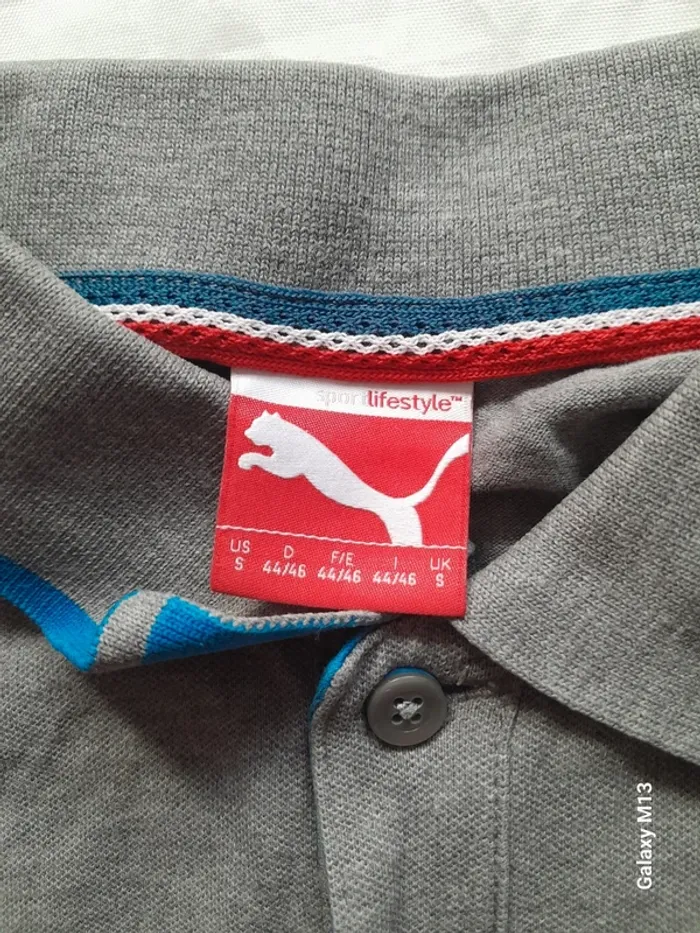 sportlifestyle™
US D F/E I UK
S 44/46 44/46 44/46 S
Galaxy M13